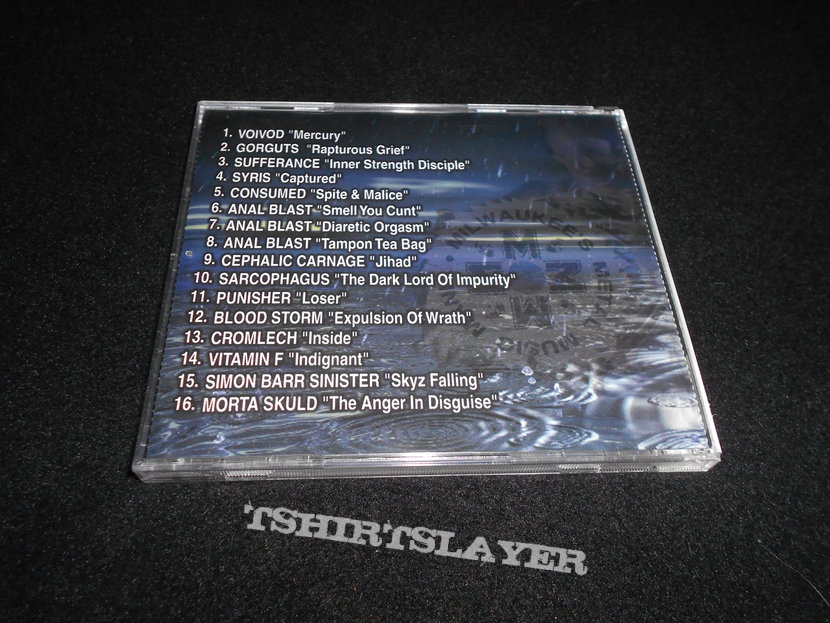 1. VOIVOD "Mercury"
2. GORGUTS "Rapturous Grief"
3. SUFFERANCE "Inner Strength Disciple"
4. SYRIS "Captured"
5. CONSUMED "Spite & Malice"
6. ANAL BLAST "Smell You Cunt"
7. ANAL BLAST "Diaretic Orgasm"
8. ANAL BLAST "Tampon Tea Bag"
9. CEPHALIC CARNAGE "Jihad"
10. SARCOPHAGUS "The Dark Lord Of Impurity"
11. PUNISHER "Loser"
12. BLOOD STORM "Expulsion Of Wrath"
13. CROMLECH "Inside"
14. VITAMIN F "Indignant"
15. SIMON BARR SINISTER "Skyz Falling"
16. MORTA SKULD "The Anger In Disguise"
MILWAUKEES METAL MUSIC
TSHIRTSLAYER